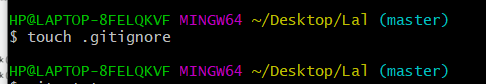 HP@LAPTOP-8FELQKVF MINGW64 ~/Desktop/Lal (master)
$ touch .gitignore
HP@LAPTOP-8FELQKVF MINGW64 ~/Desktop/Lal (master)